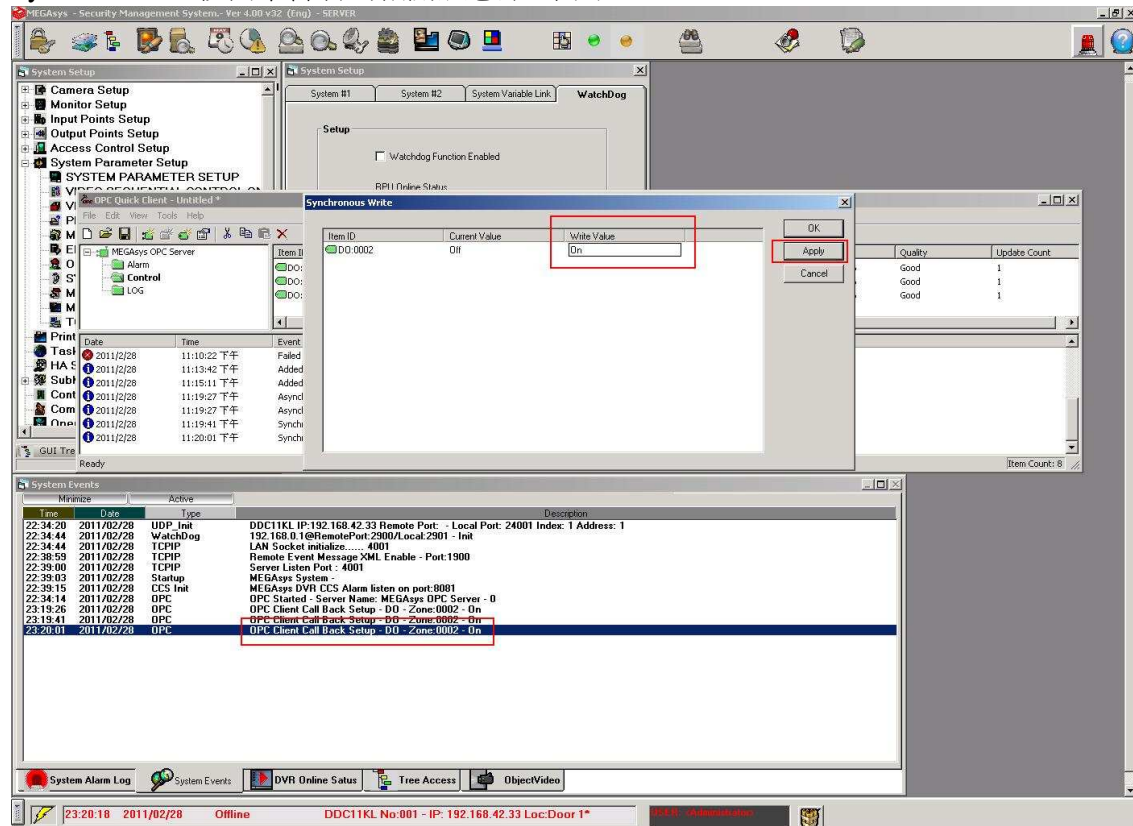 MEGAsys - Security Management System.- Ver 4.00 v32 (Eng) - SERVER
System Setup
Camera Setup
Monitor Setup
Input Points Setup
Output Points Setup
Access Control Setup
System Parameter Setup
SYSTEM PARAMETER SETUP
System Setup
System #1
System #2
System Variable Link
WatchDog
Setup
Watchdog Function Enabled
RPU Online Status
OPC Quick Client - Untitled *
File Edit View Tools Help
MEGAsys OPC Server
Alarm
Control
LOG
Quality Update Count
Good 1
Good 1
Good 1
Synchronous Write
Item ID Current Value Write Value
DO:0002 Off On
OK
Apply
Cancel
Date Time Event
2011/2/28 11:10:22 下午 Failed
2011/2/28 11:13:42 下午 Added
2011/2/28 11:15:11 下午 Added
2011/2/28 11:19:27 下午
2011/2/28 11:19:27 下午
2011/2/28 11:19:41 下午
2011/2/28 11:20:01 下午
Ready
Item Count: 8
System Events
Minimize Active
Time Date Type Description
22:34:20 2011/02/28 UDP_Init DDC11KL IP:192.168.42.33 Remote Port: - Local Port: 24001 Index: 1 Address: 1
22:34:44 2011/02/28 WatchDog 192.168.0.1@RemotePort:2900/Local:2901 - Init
22:34:44 2011/02/28 TCPIP LAN Socket initialize...... 4001
22:38:59 2011/02/28 TCPIP Remote Event Message XML Enable - Port:1900
22:39:00 2011/02/28 TCPIP Server Listen Port : 4001
22:39:03 2011/02/28 Startup MEGAsys System -
22:39:15 2011/02/28 CCS Init MEGAsys DVR CCS Alarm listen on port:8081
22:34:14 2011/02/28 OPC OPC Started - Server Name: MEGAsys OPC Server - 0
23:19:26 2011/02/28 OPC OPC Client Call Back Setup - DO - Zone:0002 - On
23:19:41 2011/02/28 OPC OPC Client Call Back Setup - DO - Zone:0002 - On
23:20:01 2011/02/28 OPC OPC Client Call Back Setup - DO - Zone:0002 - On
System Alarm Log
System Events
DVR Online Satus
Tree Access
ObjectVideo
23:20:18 2011/02/28 Offline DDC11KL No:001 - IP: 192.168.42.33 Loc:Door 1*